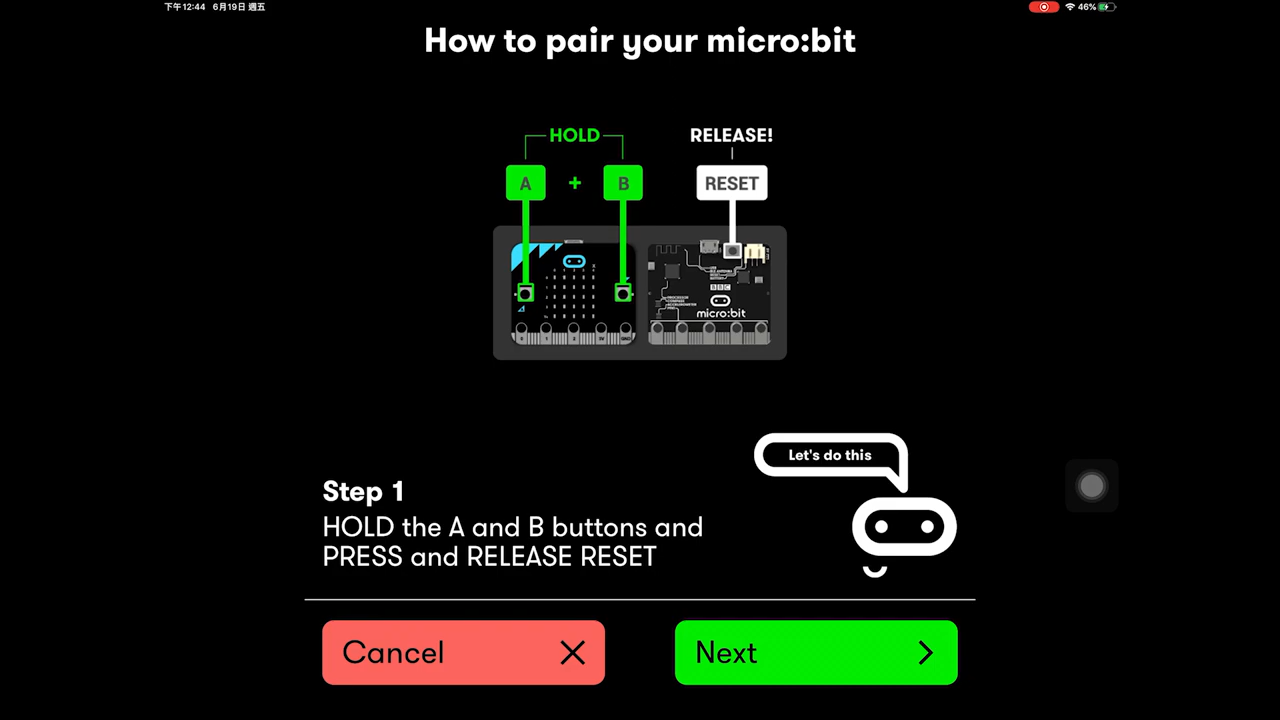 下午12:44 6月19日 週五
46%
How to pair your micro:bit
HOLD
RELEASE!
A + B
RESET
BBC
micro:bit
Let's do this
Step 1
HOLD the A and B buttons and
PRESS and RELEASE RESET
Cancel
Next